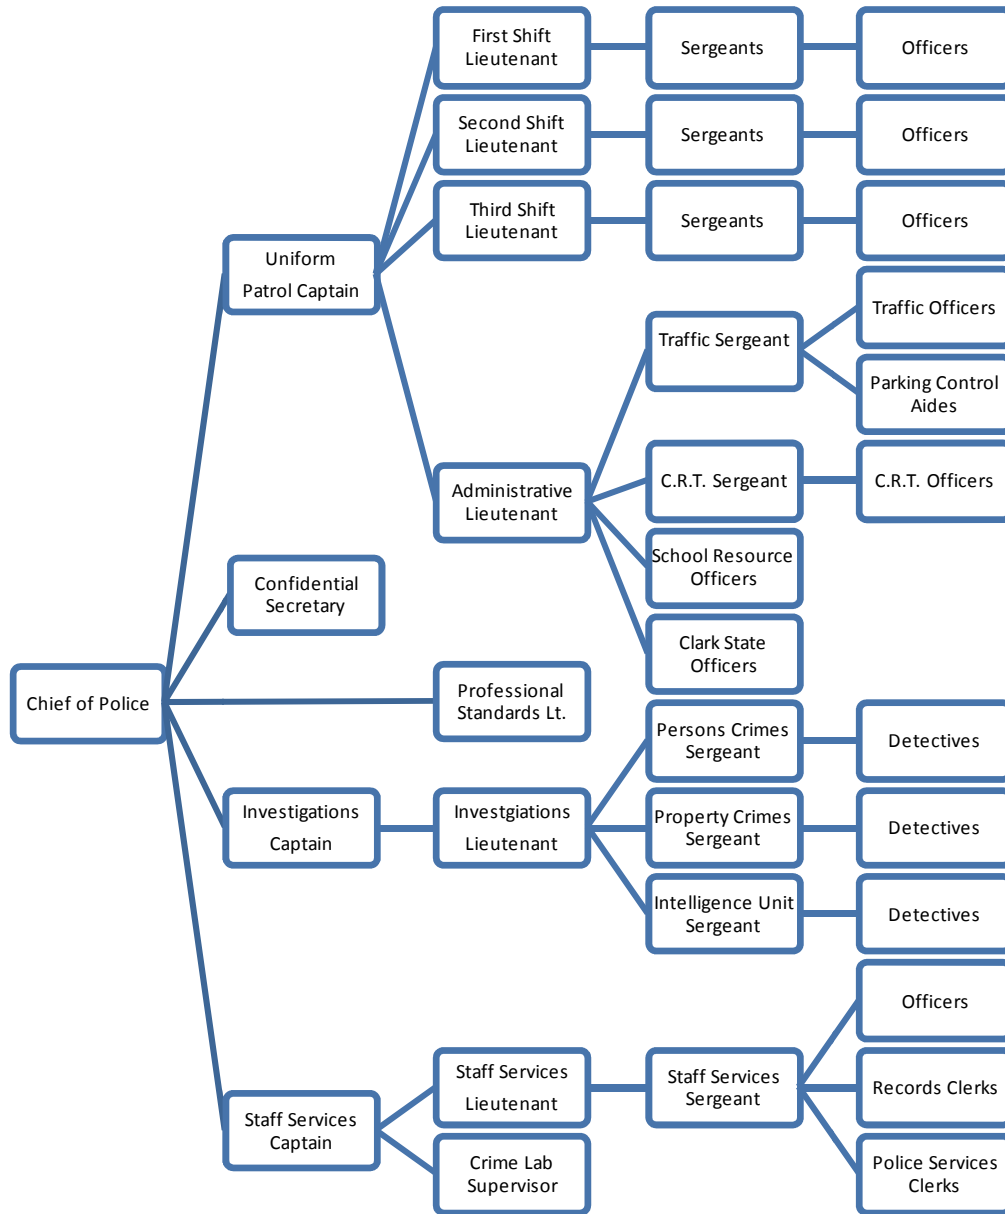 First Shift
Lieutenant
Sergeants
Officers
Second Shift
Lieutenant
Sergeants
Officers
Third Shift
Lieutenant
Sergeants
Officers
Uniform
Patrol Captain
Traffic Officers
Traffic Sergeant
Parking Control
Aides
Administrative
Lieutenant
C.R.T. Sergeant
C.R.T. Officers
School Resource
Officers
Confidential
Secretary
Clark State
Officers
Chief of Police
Professional
Standards Lt.
Persons Crimes
Sergeant
Detectives
Investigations
Captain
Investgiations
Lieutenant
Property Crimes
Sergeant
Detectives
Intelligence Unit
Sergeant
Detectives
Officers
Staff Services
Lieutenant
Staff Services
Sergeant
Records Clerks
Staff Services
Captain
Crime Lab
Supervisor
Police Services
Clerks